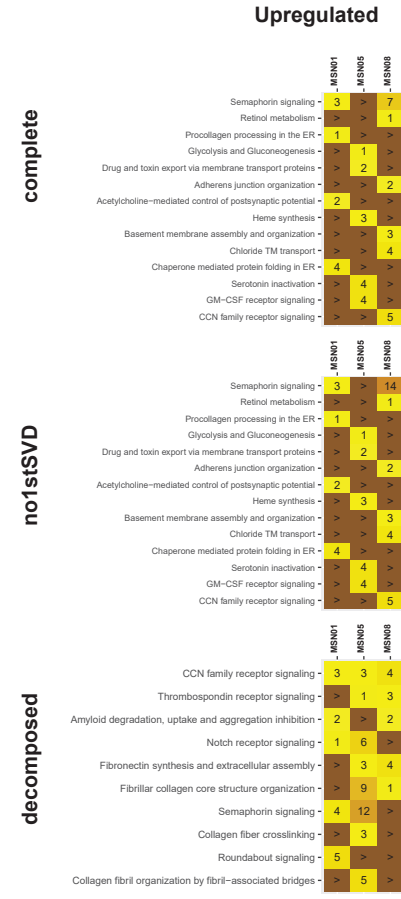 Upregulated
complete
MSN01 MSN05 MSN08
Semaphorin signaling 3 > 7
Retinol metabolism > > 1
Procollagen processing in the ER 1 > >
Glycolysis and Gluconeogenesis > 1 >
Drug and toxin export via membrane transport proteins > 2 >
Adherens junction organization > > 2
Acetylcholine−mediated control of postsynaptic potential 2 > >
Heme synthesis > 3 >
Basement membrane assembly and organization > > 3
Chloride TM transport > > 4
Chaperone mediated protein folding in ER 4 > >
Serotonin inactivation > 4 >
GM−CSF receptor signaling > 4 >
CCN family receptor signaling > > 5
no1stSVD
MSN01 MSN05 MSN08
Semaphorin signaling 3 > 14
Retinol metabolism > > 1
Procollagen processing in the ER 1 > >
Glycolysis and Gluconeogenesis > 1 >
Drug and toxin export via membrane transport proteins > 2 >
Adherens junction organization > > 2
Acetylcholine−mediated control of postsynaptic potential 2 > >
Heme synthesis > 3 >
Basement membrane assembly and organization > > 3
Chloride TM transport > > 4
Chaperone mediated protein folding in ER 4 > >
Serotonin inactivation > 4 >
GM−CSF receptor signaling > 4 >
CCN family receptor signaling > > 5
decomposed
MSN01 MSN05 MSN08
CCN family receptor signaling 3 3 4
Thrombospondin receptor signaling > 1 3
Amyloid degradation, uptake and aggregation inhibition 2 > 2
Notch receptor signaling 1 6 >
Fibronectin synthesis and extracellular assembly > 3 4
Fibrillar collagen core structure organization > 9 1
Semaphorin signaling 4 12 >
Collagen fiber crosslinking > 3 >
Roundabout signaling 5 > >
Collagen fibril organization by fibril−associated bridges > 5 >